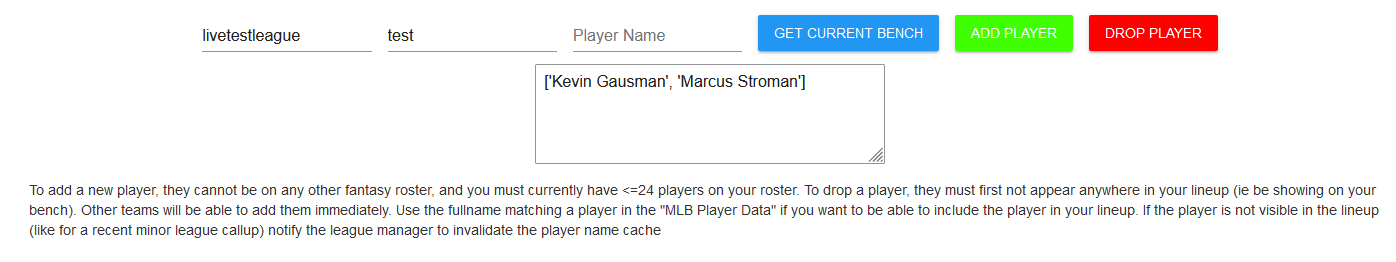 livetestleague test Player Name GET CURRENT BENCH ADD PLAYER DROP PLAYER
['Kevin Gausman', 'Marcus Stroman']
To add a new player, they cannot be on any other fantasy roster, and you must currently have <=24 players on your roster. To drop a player, they must first not appear anywhere in your lineup (ie be showing on your
bench). Other teams will be able to add them immediately. Use the fullname matching a player in the "MLB Player Data" if you want to be able to include the player in your lineup. If the player is not visible in the lineup
(like for a recent minor league callup) notify the league manager to invalidate the player name cache